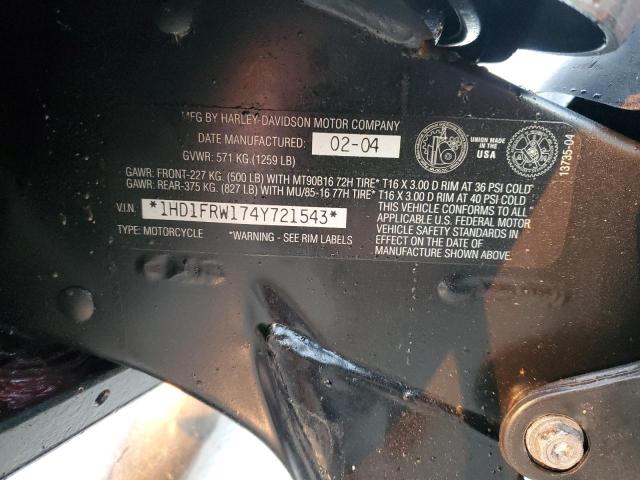 MFG BY HARLEY-DAVIDSON MOTOR COMPANY
DATE MANUFACTURED: 02-04
GVWR: 571 KG (1259 LB)
UNION MADE IN THE USA
13735-04
GAWR: FRONT-227 KG (500 LB) WITH MT90B16 72H TIRE* T16 X 3.00 D RIM AT 36 PSI COLD
GAWR: REAR-375 KG. (827 LB) WITH MU/85-16 77H TIRE* T16 X 3.00 D RIM AT 40 PSI COLD
V.I.N. *1HD1FRW174Y721543*
TYPE: MOTORCYCLE *WARNING - SEE RIM LABELS
THIS VEHICLE CONFORMS TO ALL
APPLICABLE U.S. FEDERAL MOTOR
VEHICLE SAFETY STANDARDS IN
EFFECT ON THE DATE OF
MANUFACTURE SHOWN ABOVE.